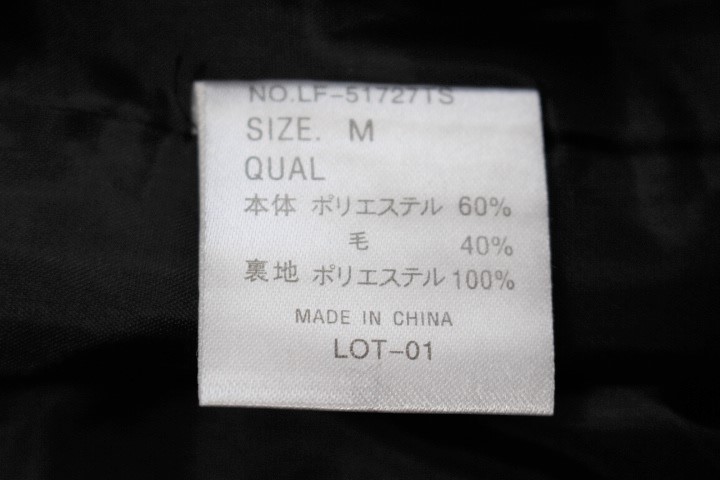 NO.LF-51727TS
SIZE. M
QUAL
本体 ポリエステル 60%
毛 40%
裏地 ポリエステル 100%
MADE IN CHINA
LOT-01